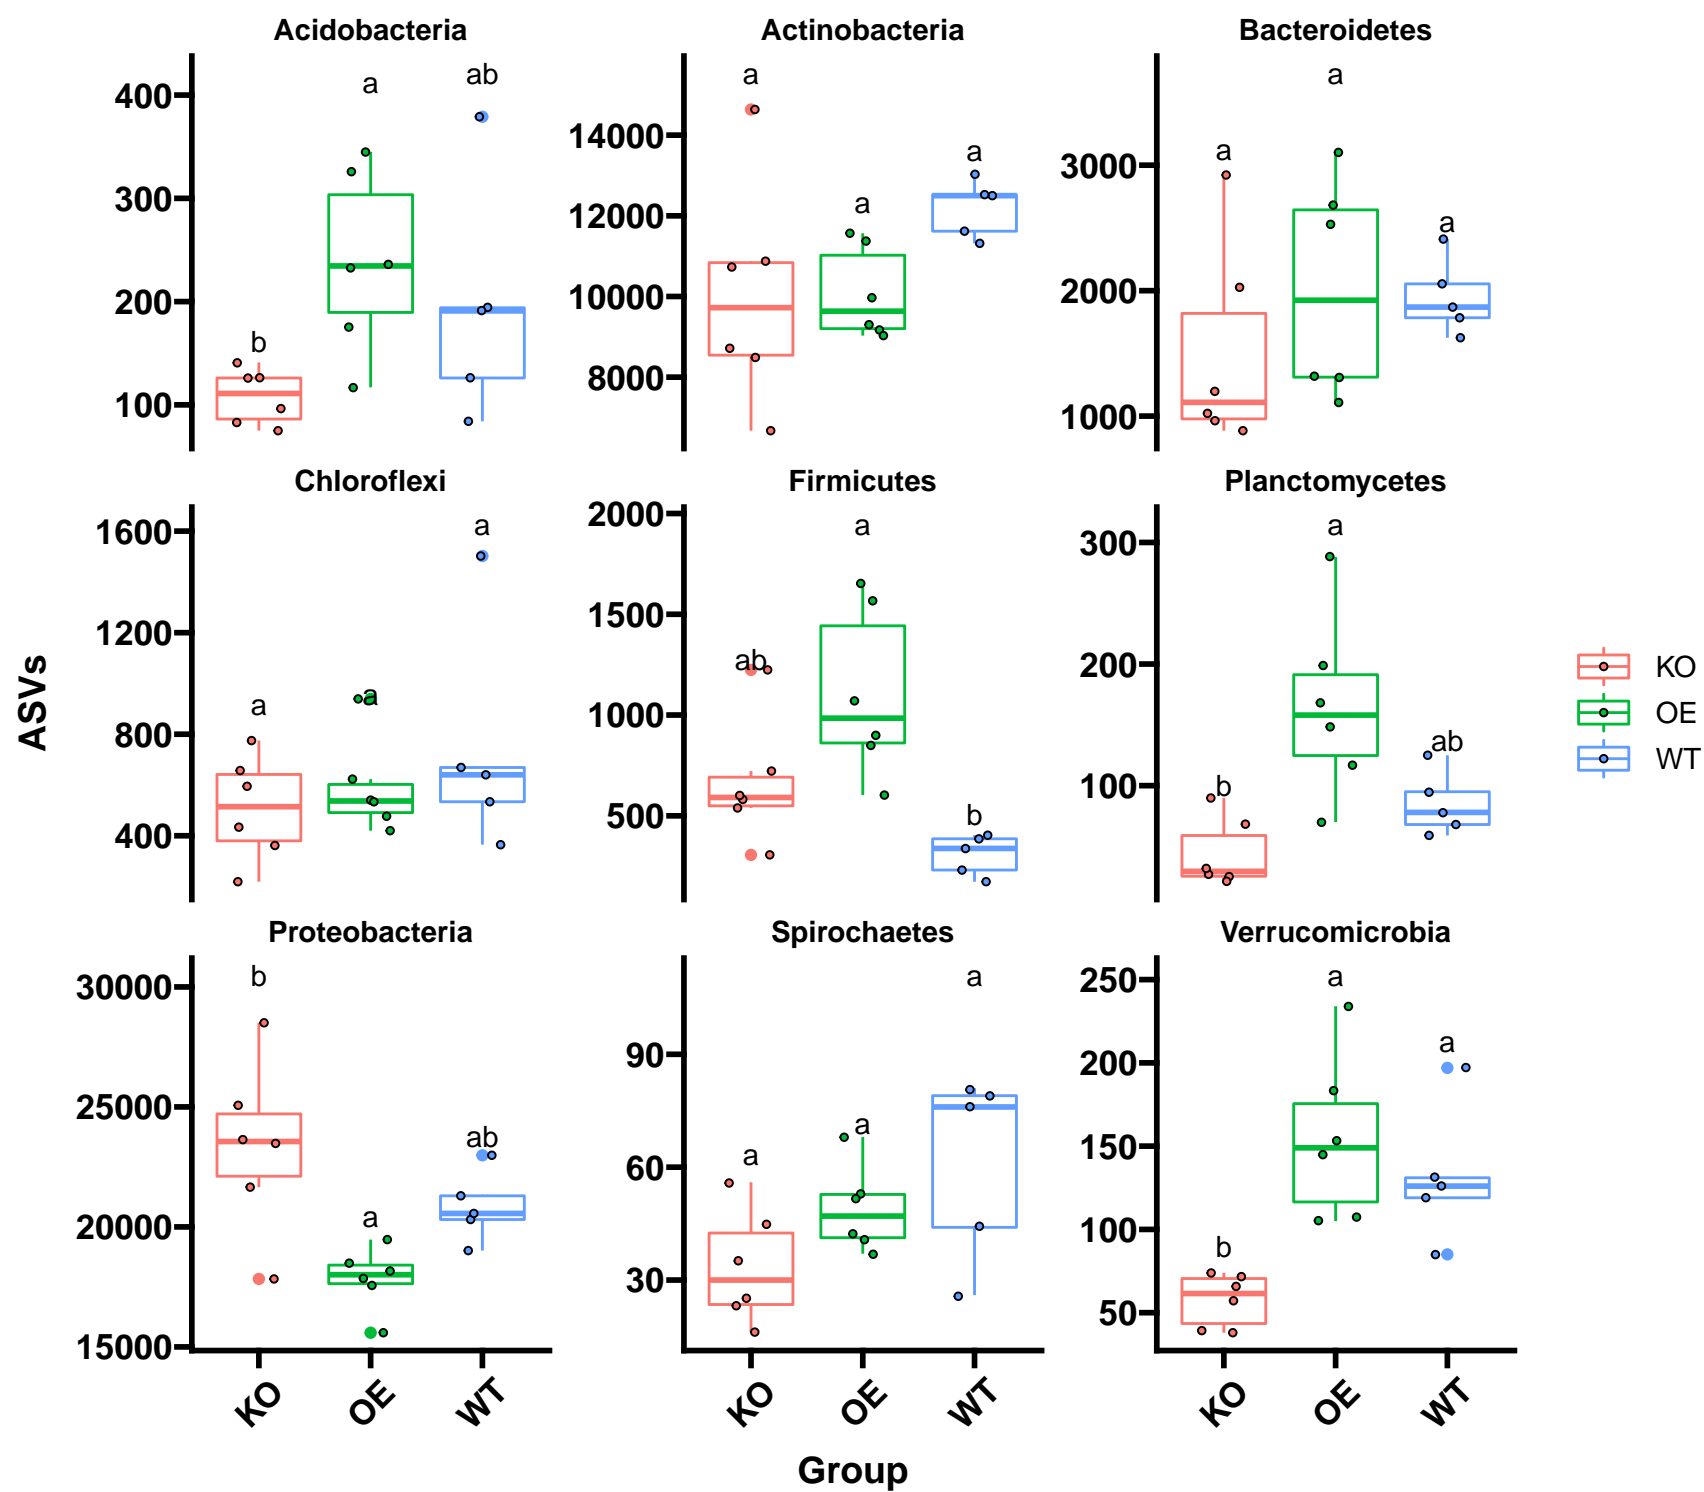 Acidobacteria
400
300
200
100
b
a
ab
Actinobacteria
14000
12000
10000
8000
a
a
a
Bacteroidetes
3000
2000
1000
a
a
a
Chloroflexi
1600
1200
800
400
a
a
a
Firmicutes
2000
1500
1000
500
ab
a
b
Planctomycetes
300
200
100
b
a
ab
Proteobacteria
30000
25000
20000
15000
b
a
ab
KO
OE
WT
Spirochaetes
90
60
30
a
a
a
KO
OE
WT
Verrucomicrobia
250
200
150
100
50
b
a
a
KO
OE
WT
ASVs
Group
KO
OE
WT